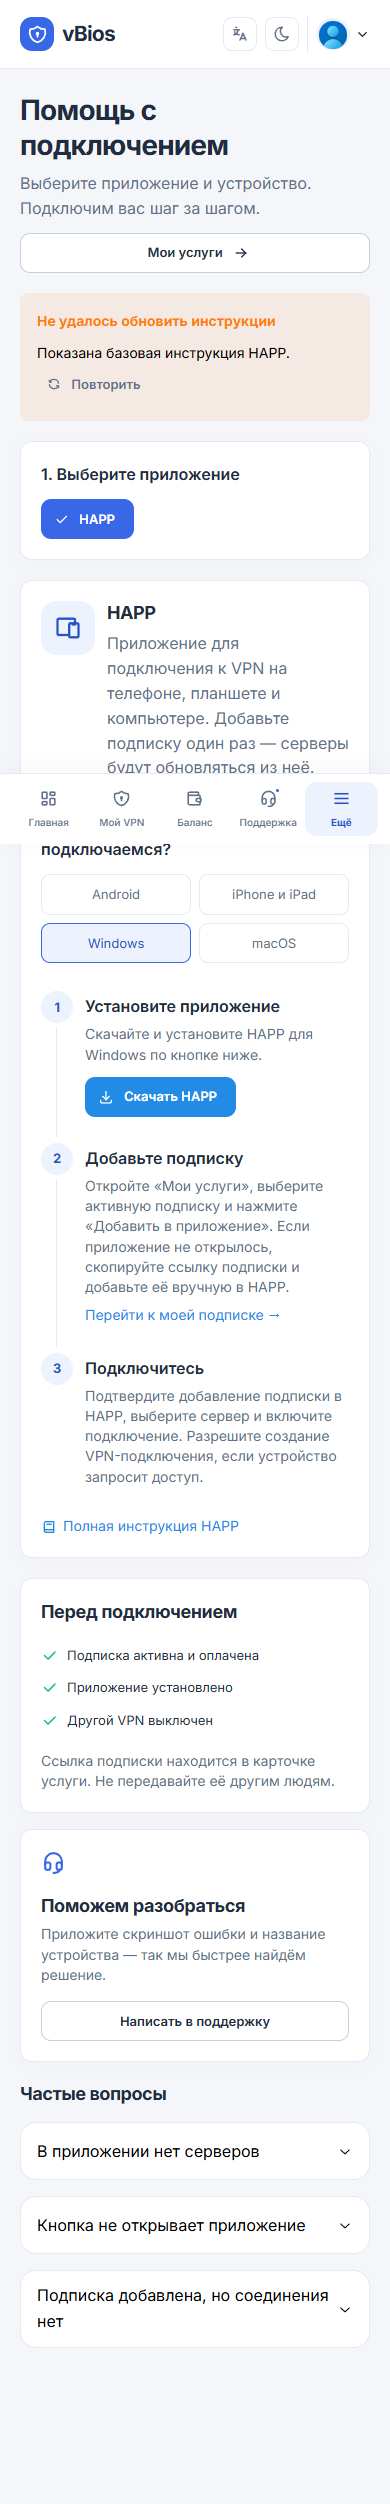 vBios
Помощь с
подключением
Выберите приложение и устройство.
Подключим вас шаг за шагом.
Мои услуги →
Не удалось обновить инструкции
Показана базовая инструкция HAPP.
Повторить
1. Выберите приложение
HAPP
HAPP
Приложение для
подключения к VPN на
телефоне, планшете и
компьютере. Добавьте
подписку один раз — серверы
будут обновляться из неё.
Главная
Мой VPN
Баланс
Поддержка
Ещё
подключаемся?
Android
iPhone и iPad
Windows
macOS
1
Установите приложение
Скачайте и установите HAPP для
Windows по кнопке ниже.
Скачать HAPP
2
Добавьте подписку
Откройте «Мои услуги», выберите
активную подписку и нажмите
«Добавить в приложение». Если
приложение не открылось,
скопируйте ссылку подписки и
добавьте её вручную в HAPP.
Перейти к моей подписке →
3
Подключитесь
Подтвердите добавление подписки в
HAPP, выберите сервер и включите
подключение. Разрешите создание
VPN-подключения, если устройство
запросит доступ.
Полная инструкция HAPP
Перед подключением
Подписка активна и оплачена
Приложение установлено
Другой VPN выключен
Ссылка подписки находится в карточке
услуги. Не передавайте её другим людям.
Поможем разобраться
Приложите скриншот ошибки и название
устройства — так мы быстрее найдём
решение.
Написать в поддержку
Частые вопросы
В приложении нет серверов
Кнопка не открывает приложение
Подписка добавлена, но соединения
нет